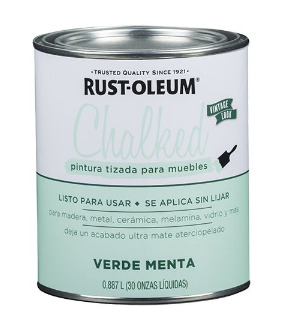 TRUSTED QUALITY SINCE 1921
RUST-OLEUM
VINTAGE LOOK
Chalked
pintura tizada para muebles
LISTO PARA USAR • SE APLICA SIN LIJAR
para madera, metal, cerámica, melamina, vidrio y más
deja un acabado ultra mate aterciopelado
VERDE MENTA
0,887 L (30 ONZAS LÍQUIDAS)